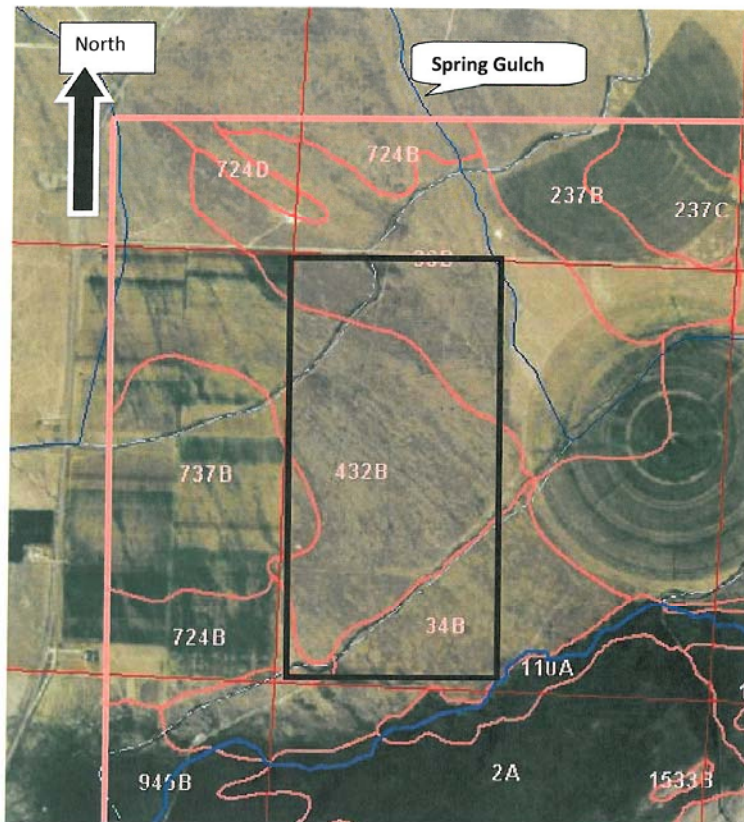 North
Spring Gulch
724D
724B
237B
237C
737B
432B
724B
34B
110A
2A
1533B